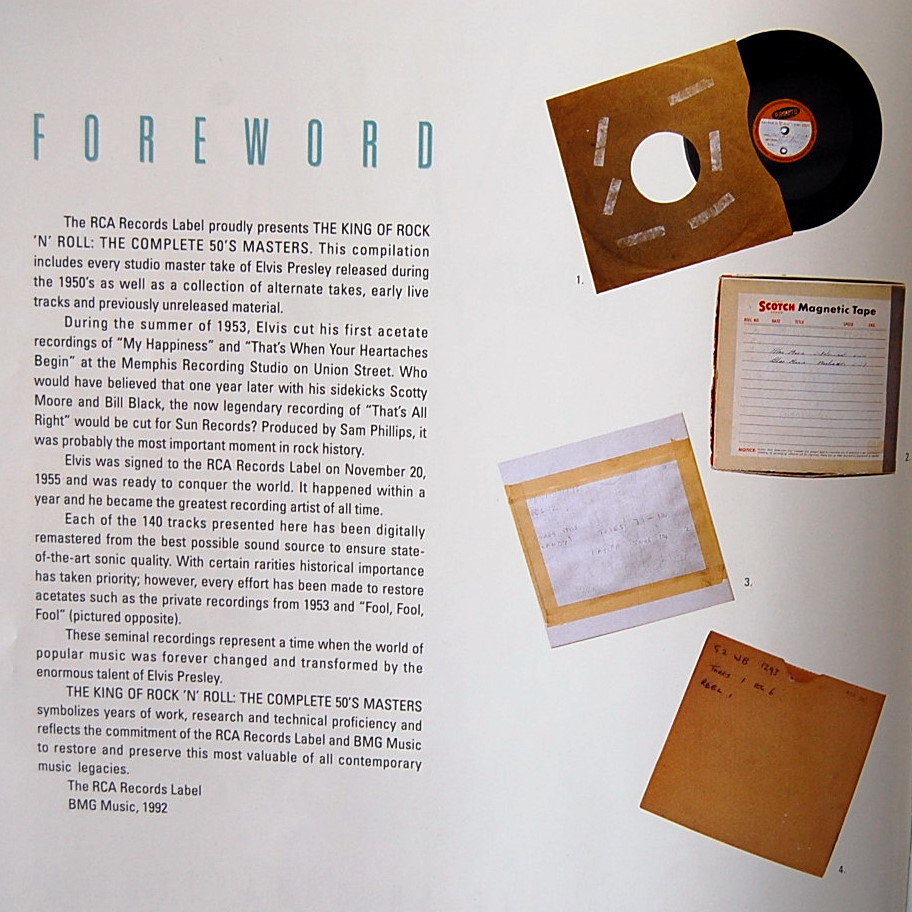 FOREWORD
The RCA Records Label proudly presents THE KING OF ROCK
'N' ROLL: THE COMPLETE 50'S MASTERS. This compilation
includes every studio master take of Elvis Presley released during
the 1950's as well as a collection of alternate takes, early live
tracks and previously unreleased material.
During the summer of 1953, Elvis cut his first acetate
recordings of "My Happiness" and "That's When Your Heartaches
Begin" at the Memphis Recording Studio on Union Street. Who
would have believed that one year later with his sidekicks Scotty
Moore and Bill Black, the now legendary recording of "That's All
Right" would be cut for Sun Records? Produced by Sam Phillips, it
was probably the most important moment in rock history.
Elvis was signed to the RCA Records Label on November 20,
1955 and was ready to conquer the world. It happened within a
year and he became the greatest recording artist of all time.
Each of the 140 tracks presented here has been digitally
remastered from the best possible sound source to ensure state-
of-the-art sonic quality. With certain rarities historical importance
has taken priority; however, every effort has been made to restore
acetates such as the private recordings from 1953 and "Fool, Fool,
Fool" (pictured opposite).
These seminal recordings represent a time when the world of
popular music was forever changed and transformed by the
enormous talent of Elvis Presley.
THE KING OF ROCK 'N' ROLL: THE COMPLETE 50'S MASTERS
symbolizes years of work, research and technical proficiency and
reflects the commitment of the RCA Records Label and BMG Music
to restore and preserve this most valuable of all contemporary
music legacies.
The RCA Records Label
BMG Music, 1992
1.
SCOTCH Magnetic Tape
REEL NO. DATE TITLE SPEED
NOTICE:
2.
3.
REEL 1
4.